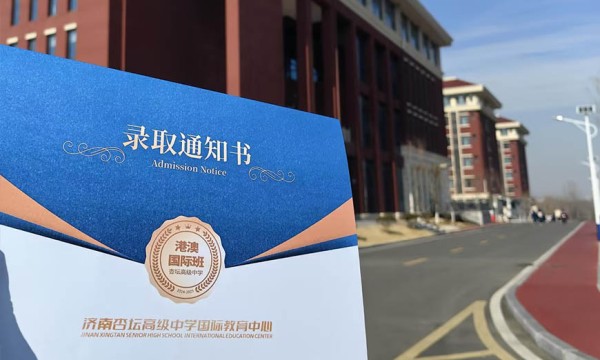 录取通知书
Admission Notice
港澳
国际班
杏坛高级中学
济南杏坛高级中学国际教育中心
JINAN XINGTAN SENIOR HIGH SCHOOL INTERNATIONAL EDUCATION CENTER